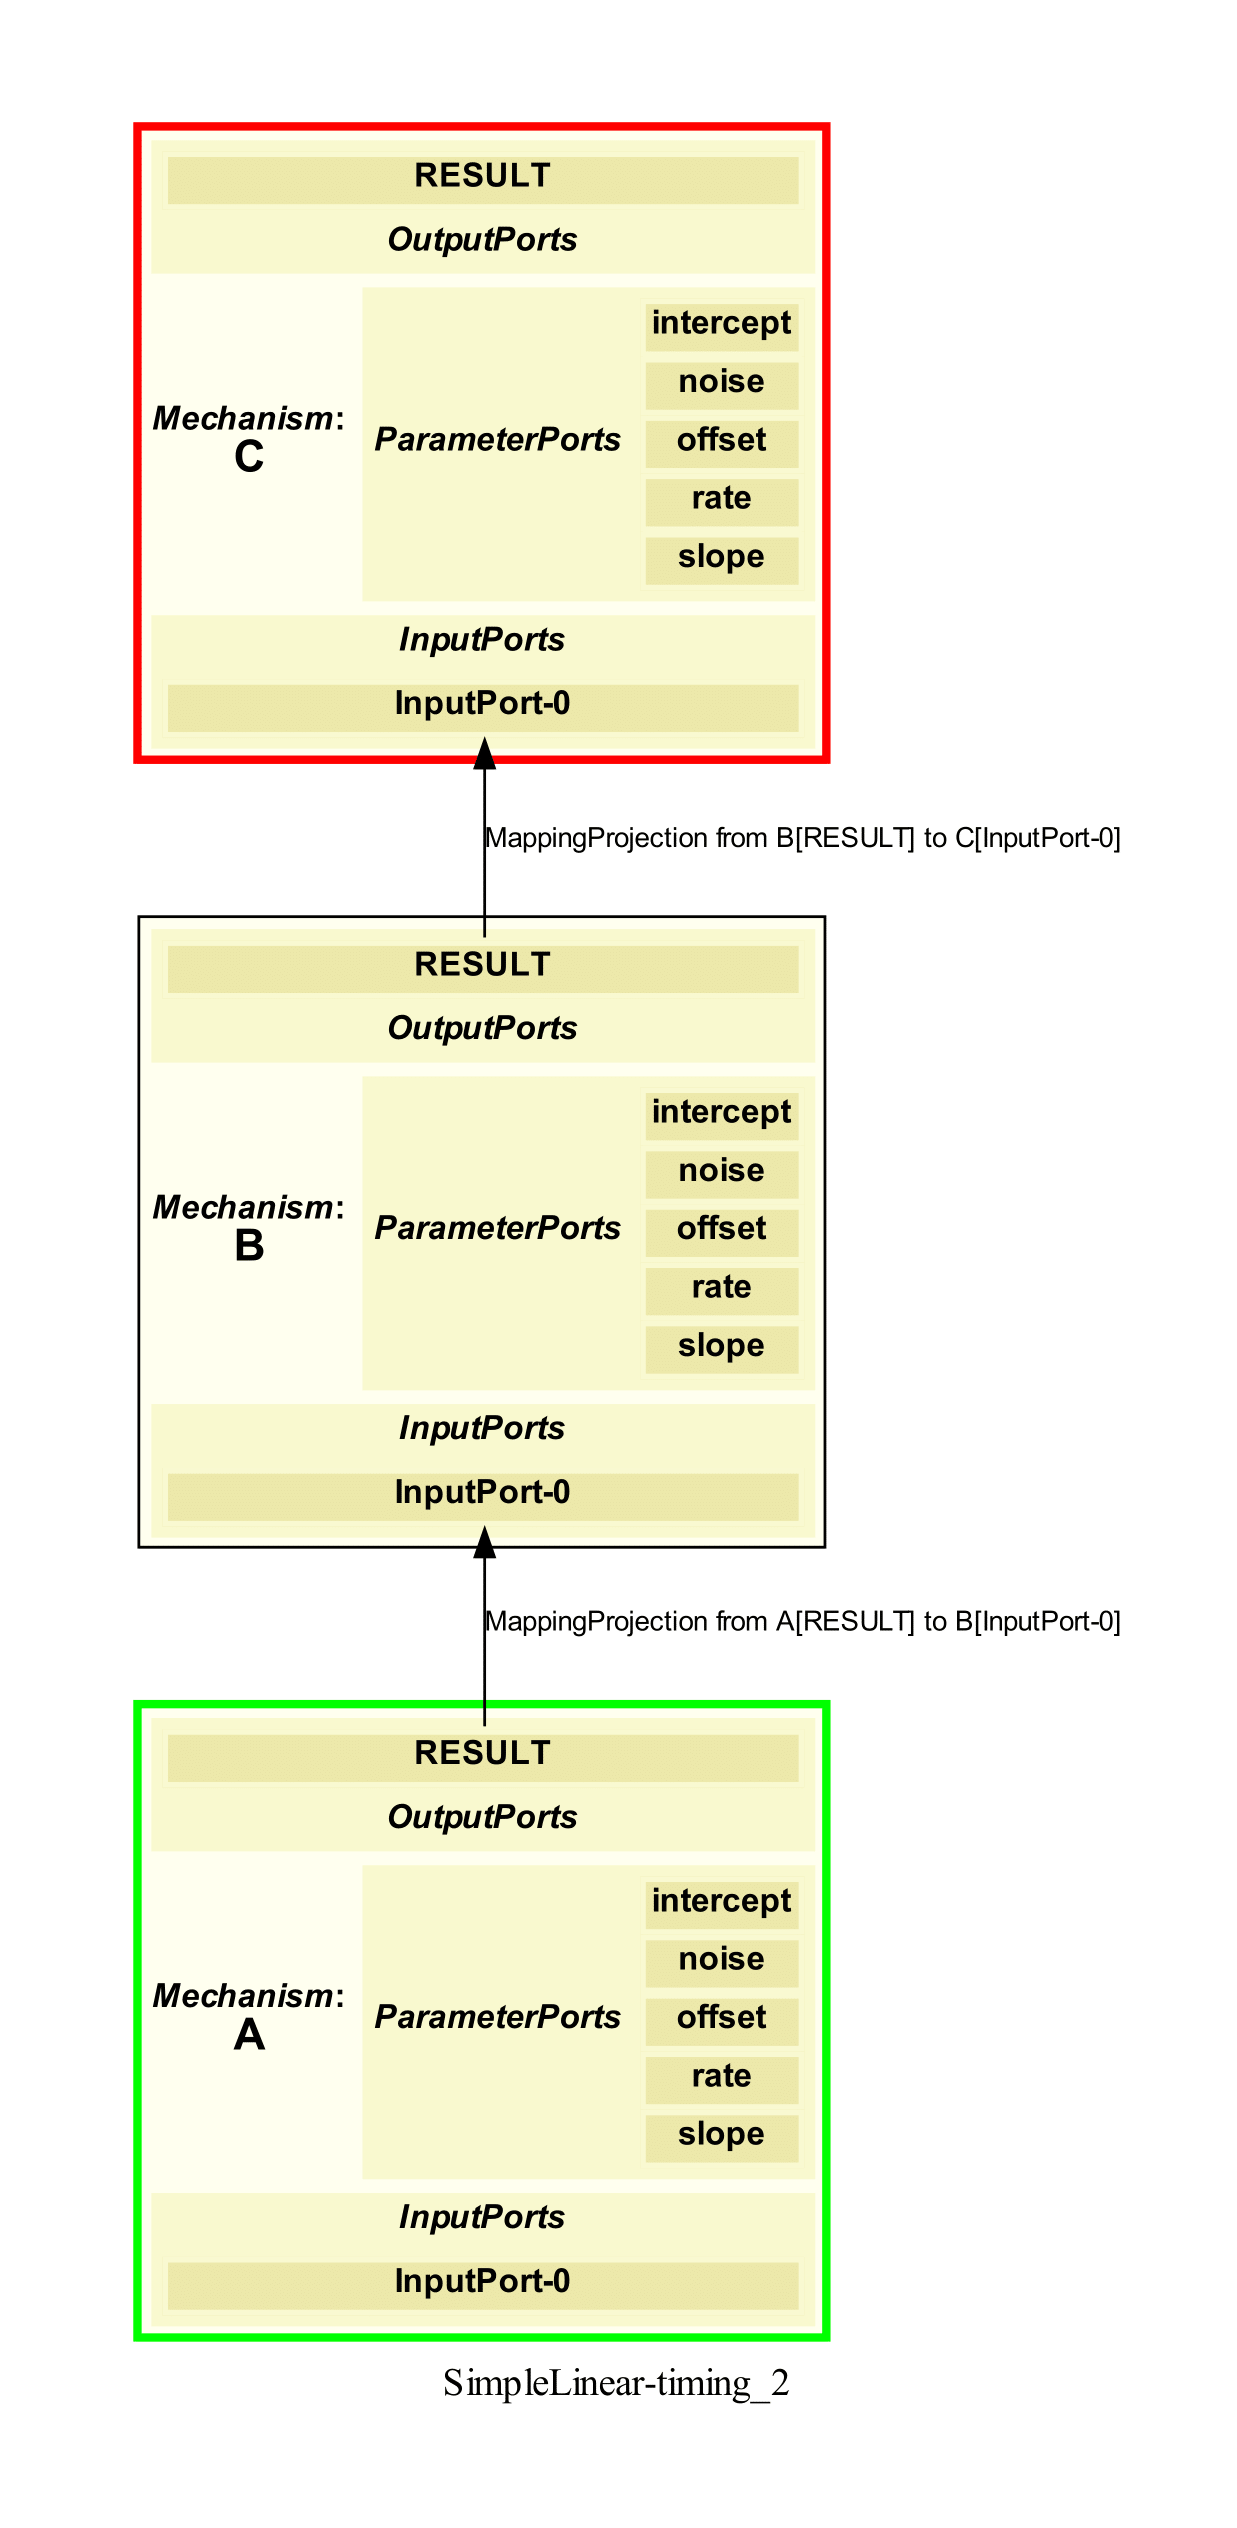 RESULT
OutputPorts
intercept
noise
Mechanism:
C
ParameterPorts
offset
rate
slope
InputPorts
InputPort-0
MappingProjection from B[RESULT] to C[InputPort-0]
RESULT
OutputPorts
intercept
noise
Mechanism:
B
ParameterPorts
offset
rate
slope
InputPorts
InputPort-0
MappingProjection from A[RESULT] to B[InputPort-0]
RESULT
OutputPorts
intercept
noise
Mechanism:
A
ParameterPorts
offset
rate
slope
InputPorts
InputPort-0
SimpleLinear-timing_2